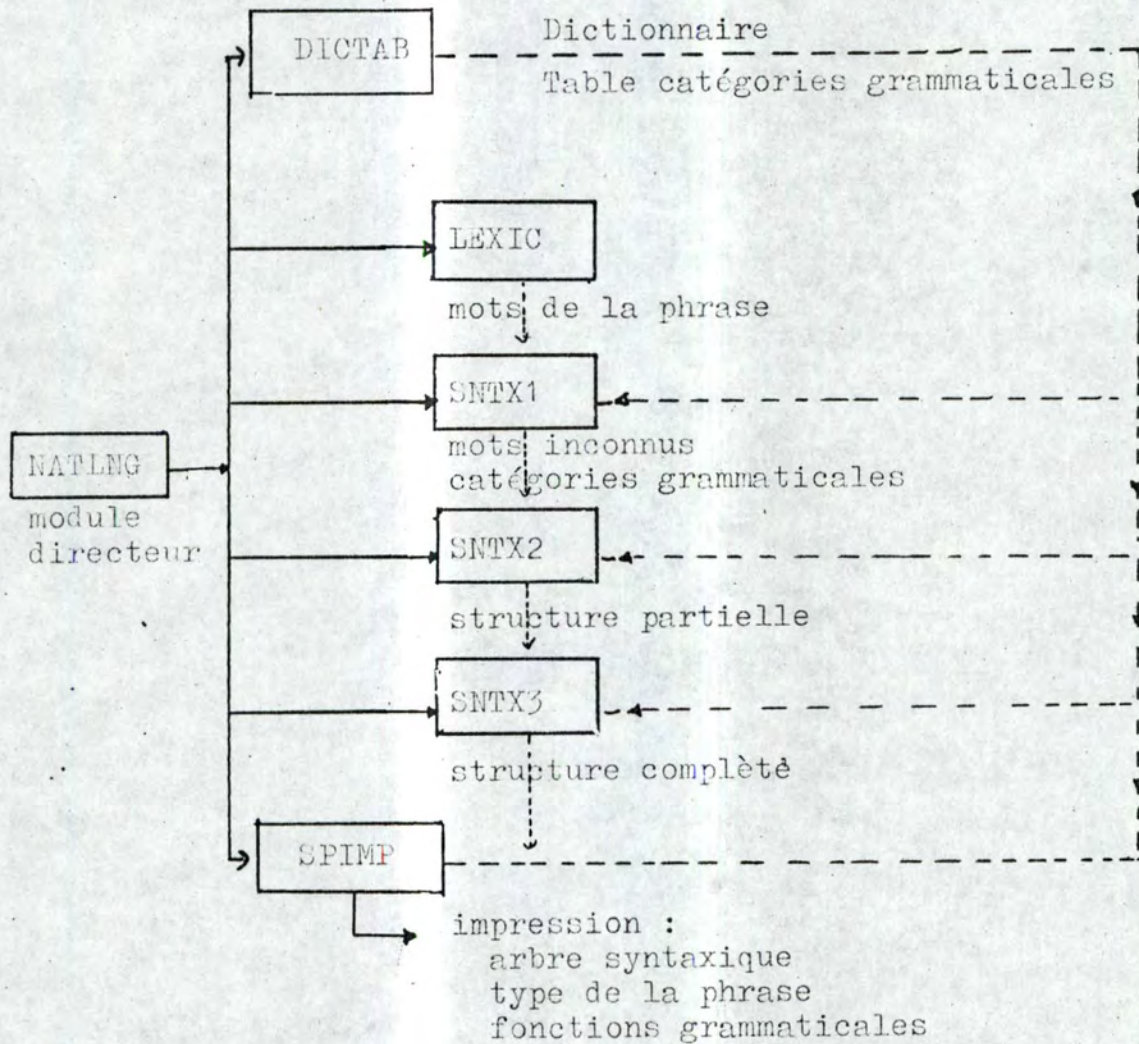 DICTAB
Dictionnaire
Table catégories grammaticales
LEXIC
mots de la phrase
SNTX1
mots inconnus
catégories grammaticales
NATLNG
module
directeur
SNTX2
structure partielle
SNTX3
structure complèté
SPIMP
impression :
arbre syntaxique
type de la phrase
fonctions grammaticales